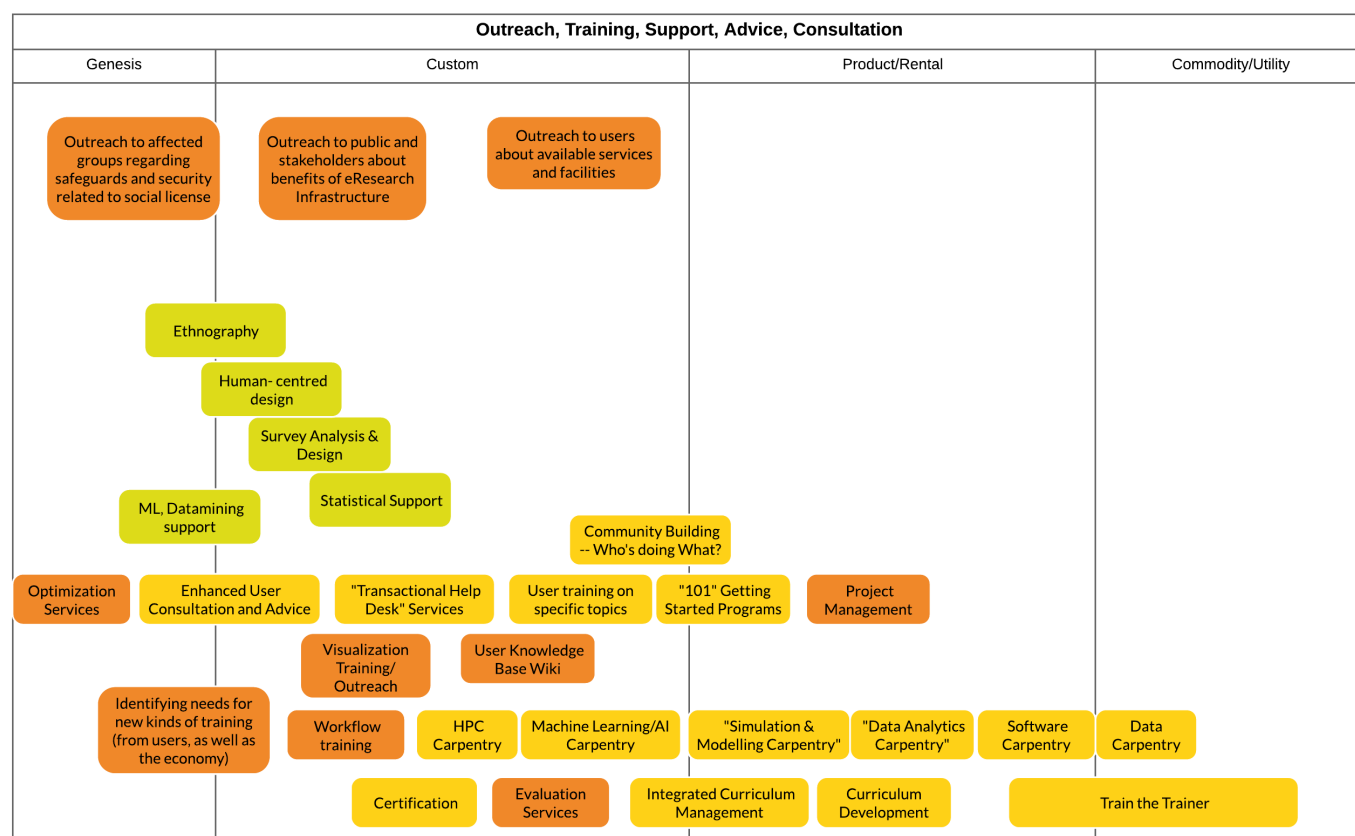 Outreach, Training, Support, Advice, Consultation
Genesis
Custom
Product/Rental
Commodity/Utility
Outreach to affected
groups regarding
safeguards and security
related to social license
Outreach to public and
stakeholders about
benefits of eResearch
Infrastructure
Outreach to users
about available services
and facilities
Ethnography
Human- centred
design
Survey Analysis &
Design
Statistical Support
ML, Datamining
support
Community Building
-- Who's doing What?
Optimization
Services
Enhanced User
Consultation and Advice
"Transactional Help
Desk" Services
User training on
specific topics
"101" Getting
Started Programs
Project
Management
Visualization
Training/
Outreach
User Knowledge
Base Wiki
Identifying needs for
new kinds of training
(from users, as well as
the economy)
Workflow
training
HPC
Carpentry
Machine Learning/AI
Carpentry
"Simulation &
Modelling Carpentry"
"Data Analytics
Carpentry"
Software
Carpentry
Data
Carpentry
Certification
Evaluation
Services
Integrated Curriculum
Management
Curriculum
Development
Train the Trainer